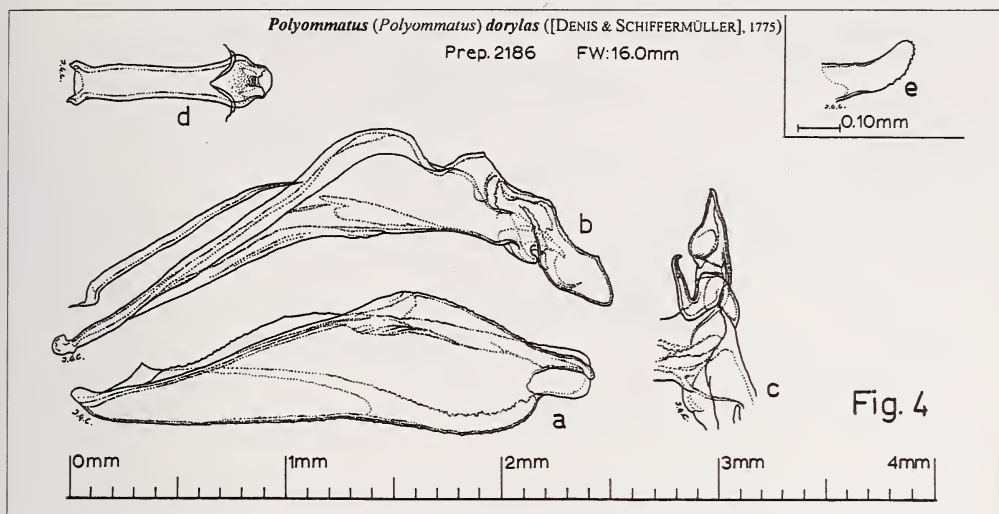 Polyommatus (Polyommatus) dorylas ([DENIS & SCHIFFERMÜLLER], 1775)
Prep. 2186 FW:16.0mm
J.G.C.
d
e
J.G.C.
0.10mm
b
J.G.C.
c
J.G.C.
a
J.G.C.
Fig. 4
0mm 1mm 2mm 3mm 4mm